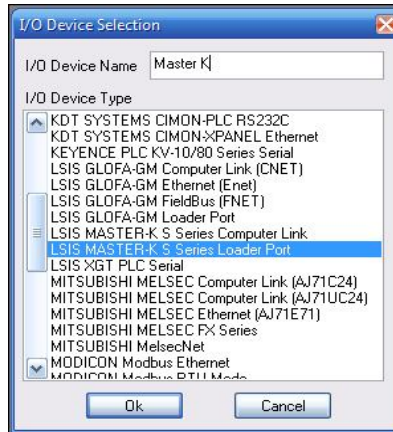 I/O Device Selection
I/O Device Name Master K
I/O Device Type
KDT SYSTEMS CIMON-PLC RS232C
KDT SYSTEMS CIMON-XPANEL Ethernet
KEYENCE PLC KV-10/80 Series Serial
LSIS GLOFA-GM Computer Link (CNET)
LSIS GLOFA-GM Ethernet (Enet)
LSIS GLOFA-GM FieldBus (FNET)
LSIS GLOFA-GM Loader Port
LSIS MASTER-K S Series Computer Link
LSIS MASTER-K S Series Loader Port
LSIS XGT PLC Serial
MITSUBISHI MELSEC Computer Link (AJ71C24)
MITSUBISHI MELSEC Computer Link (AJ71UC24)
MITSUBISHI MELSEC Ethernet (AJ71E71)
MITSUBISHI MELSEC FX Series
MITSUBISHI MelsecNet
MODICON Modbus Ethernet
MODICON Modbus RTU Mode
Ok Cancel